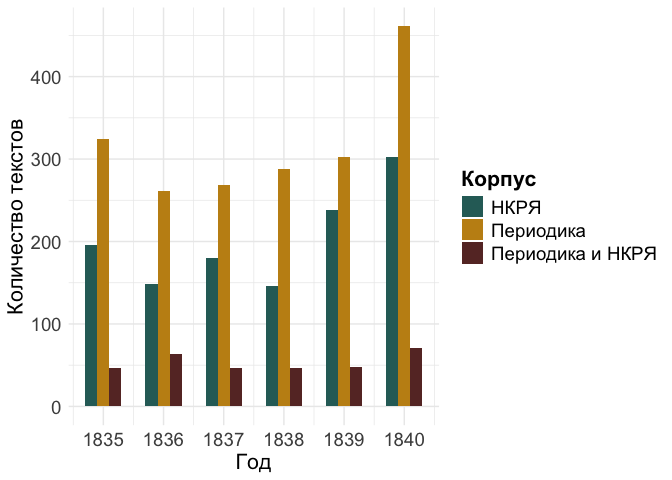 Количество текстов
400
300
200
100
0
1835 1836 1837 1838 1839 1840
Год
Корпус
НКРЯ
Периодика
Периодика и НКРЯ